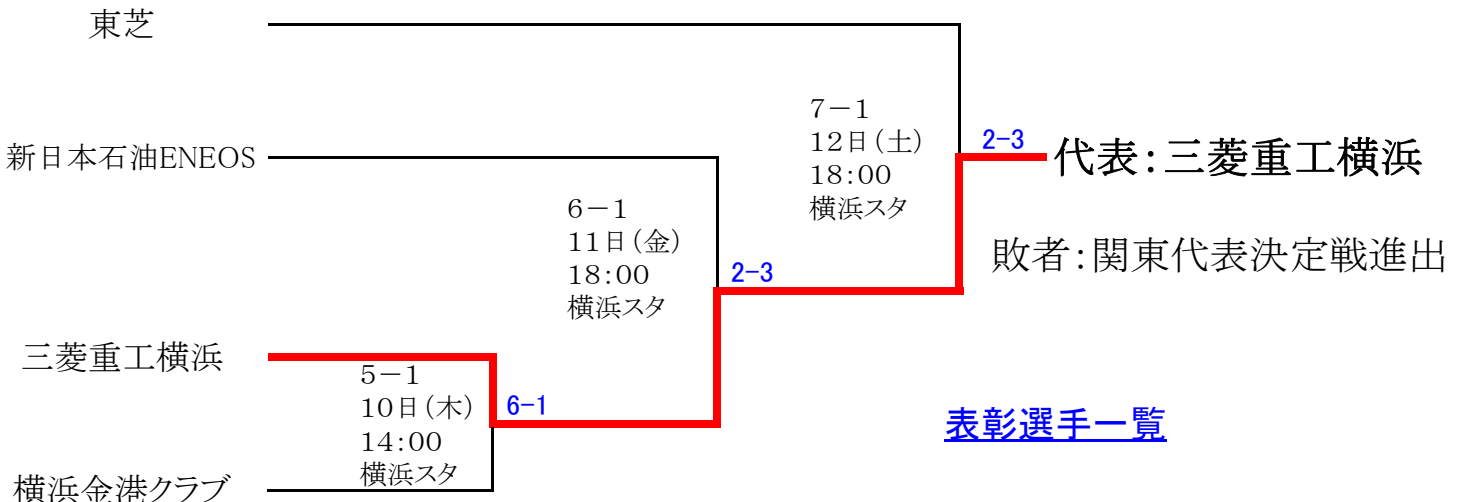 東芝
7－1
12日(土)
18:00
横浜スタ
2-3
代表:三菱重工横浜
新日本石油ENEOS
6－1
11日(金)
18:00
横浜スタ
敗者:関東代表決定戦進出
2-3
三菱重工横浜
5－1
10日(木)
14:00
横浜スタ
6-1
表彰選手一覧
横浜金港クラブ